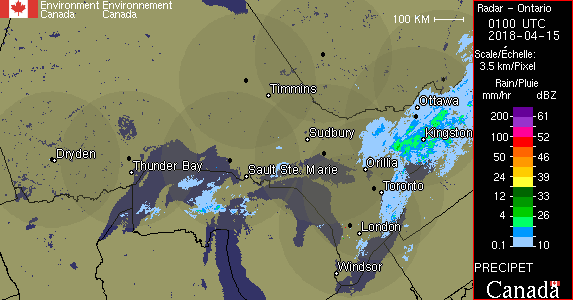 Environment Environnement
Canada Canada
100 KM
Timmins
Ottawa
Sudbury
Kingston
Dryden
Thunder Bay
Sault Ste. Marie
Orillia
Toronto
London
Windsor
Radar - Ontario
0100 UTC
2018-04-15
Scale/Échelle:
3.5 km/Pixel
Rain/Pluie
mm/hr dBZ
200 61
100 52
50 46
24 39
12 33
4 26
0.1 10
PRECIPET
Canada